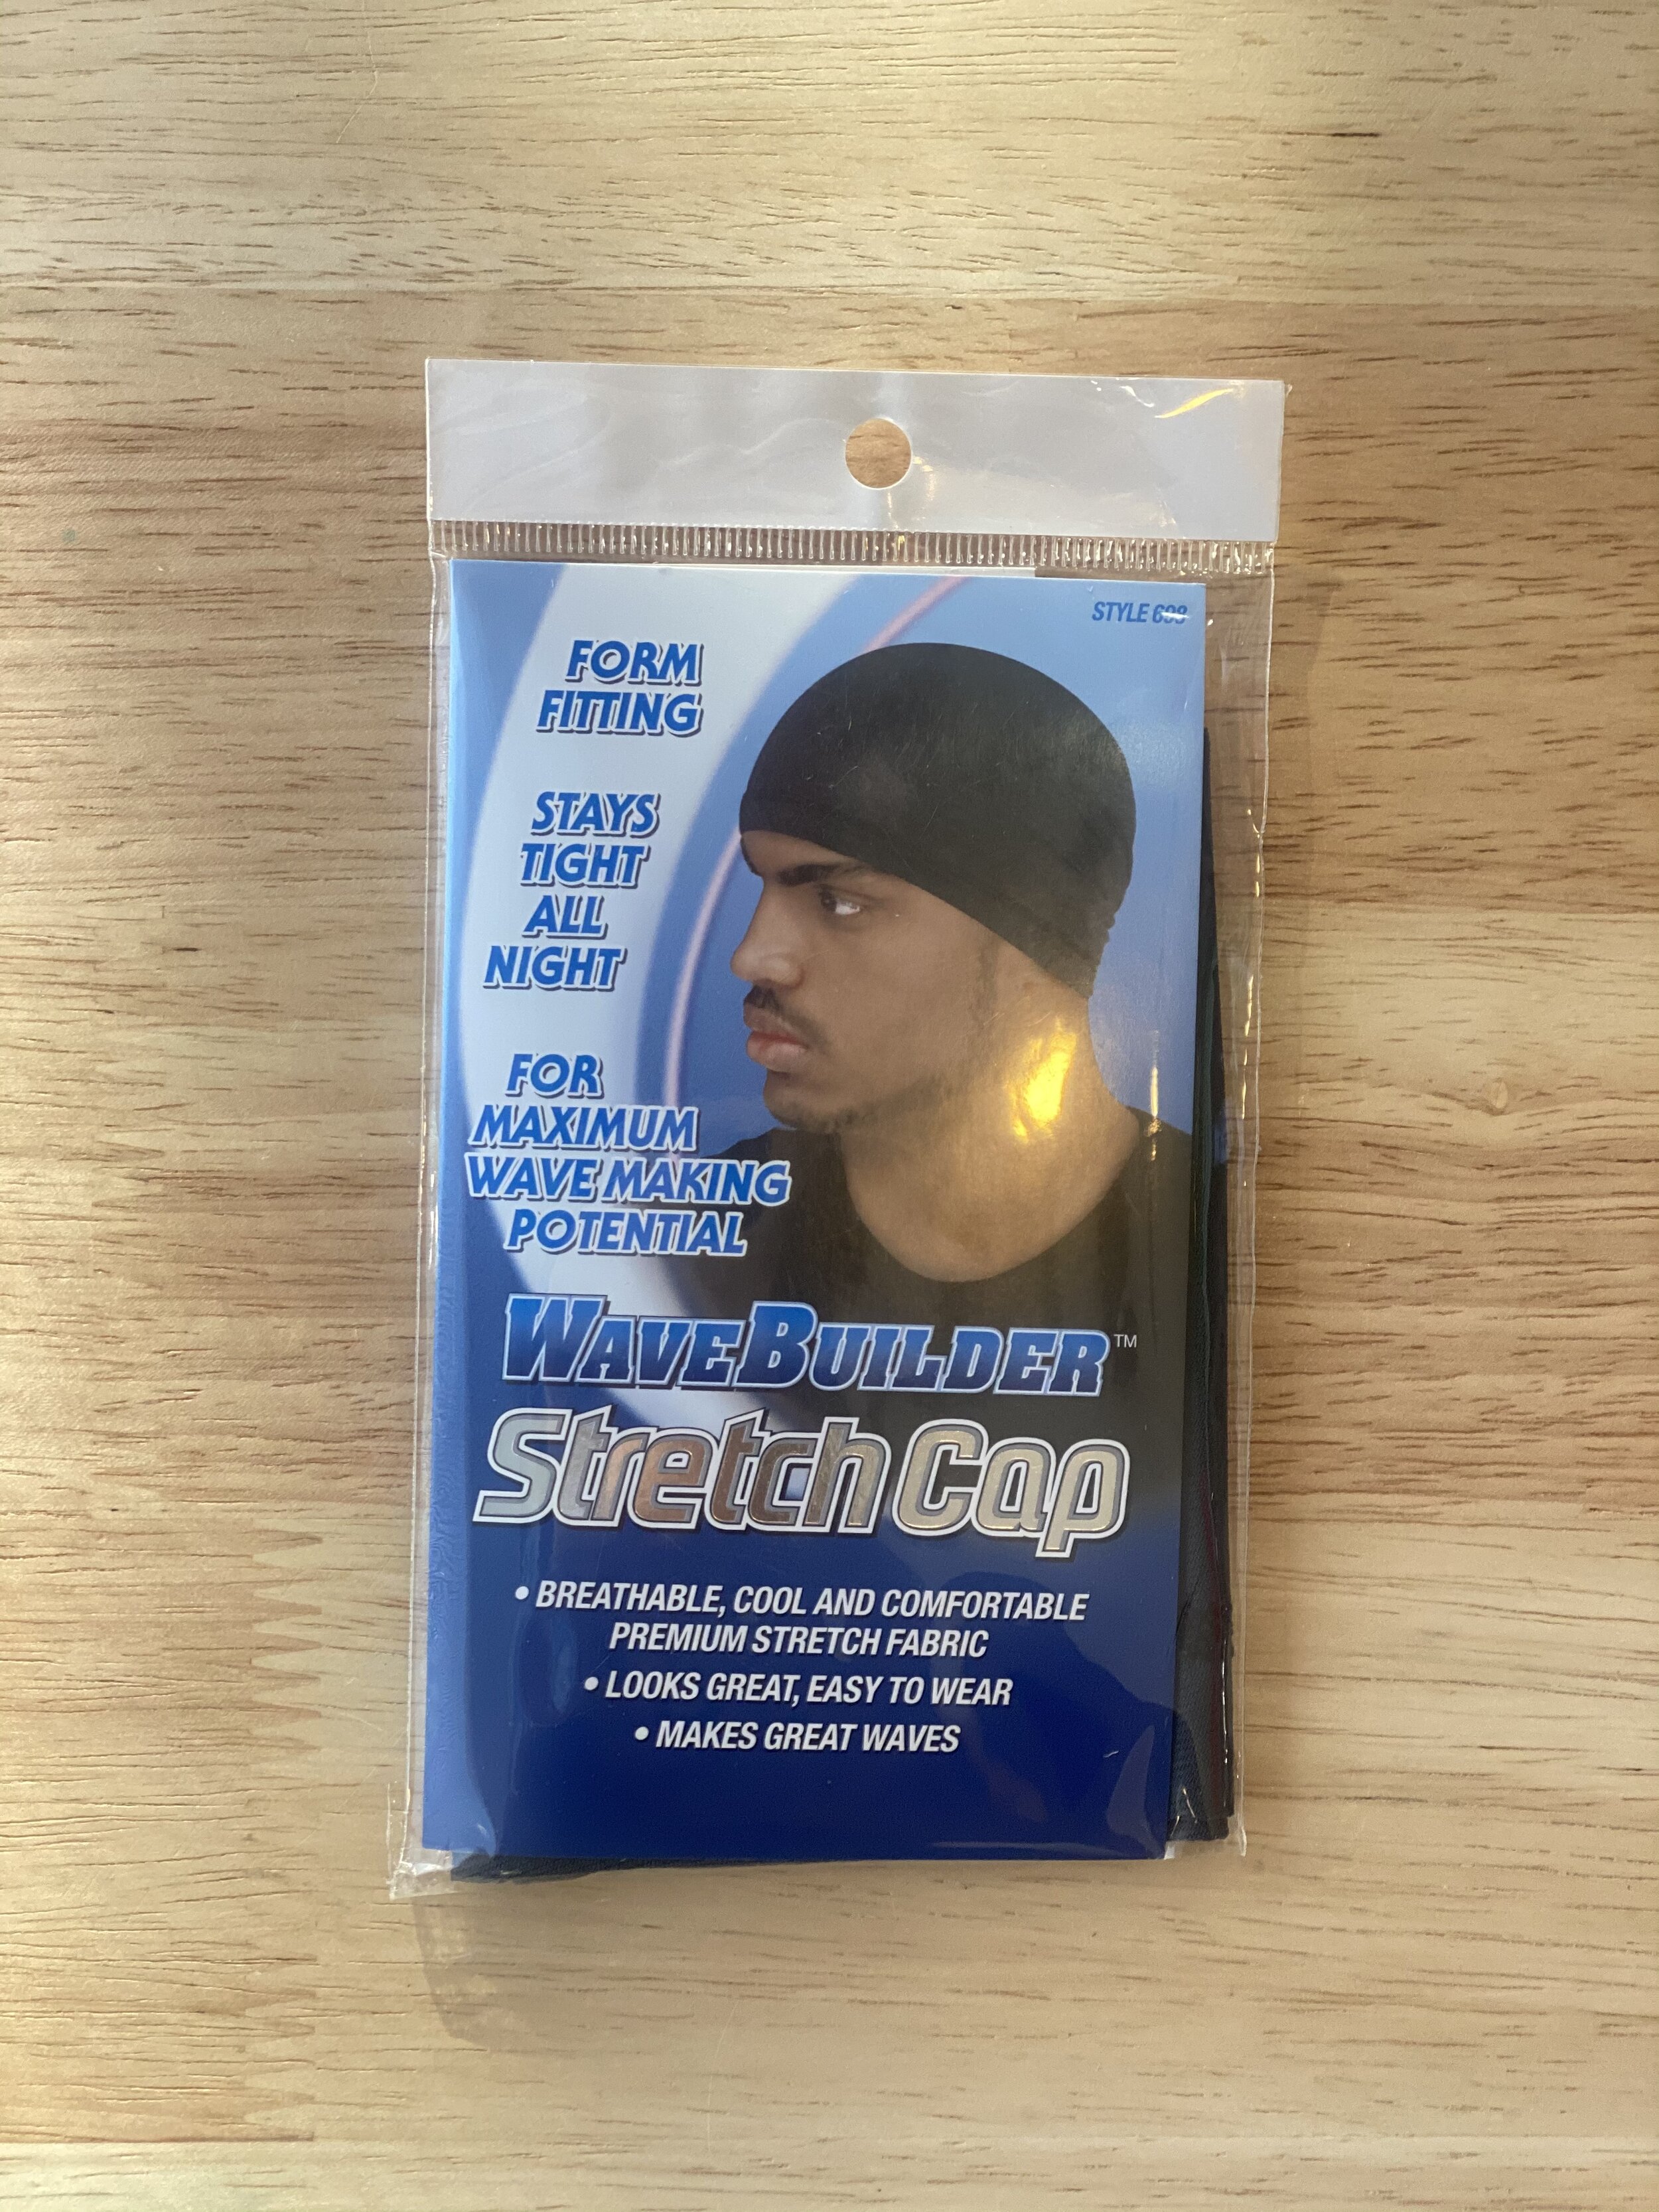 STYLE 698
FORM
FITTING
STAYS
TIGHT
ALL
NIGHT
FOR
MAXIMUM
WAVE MAKING
POTENTIAL
WAVEBUILDER™
Stretch Cap
• BREATHABLE, COOL AND COMFORTABLE
PREMIUM STRETCH FABRIC
• LOOKS GREAT, EASY TO WEAR
• MAKES GREAT WAVES